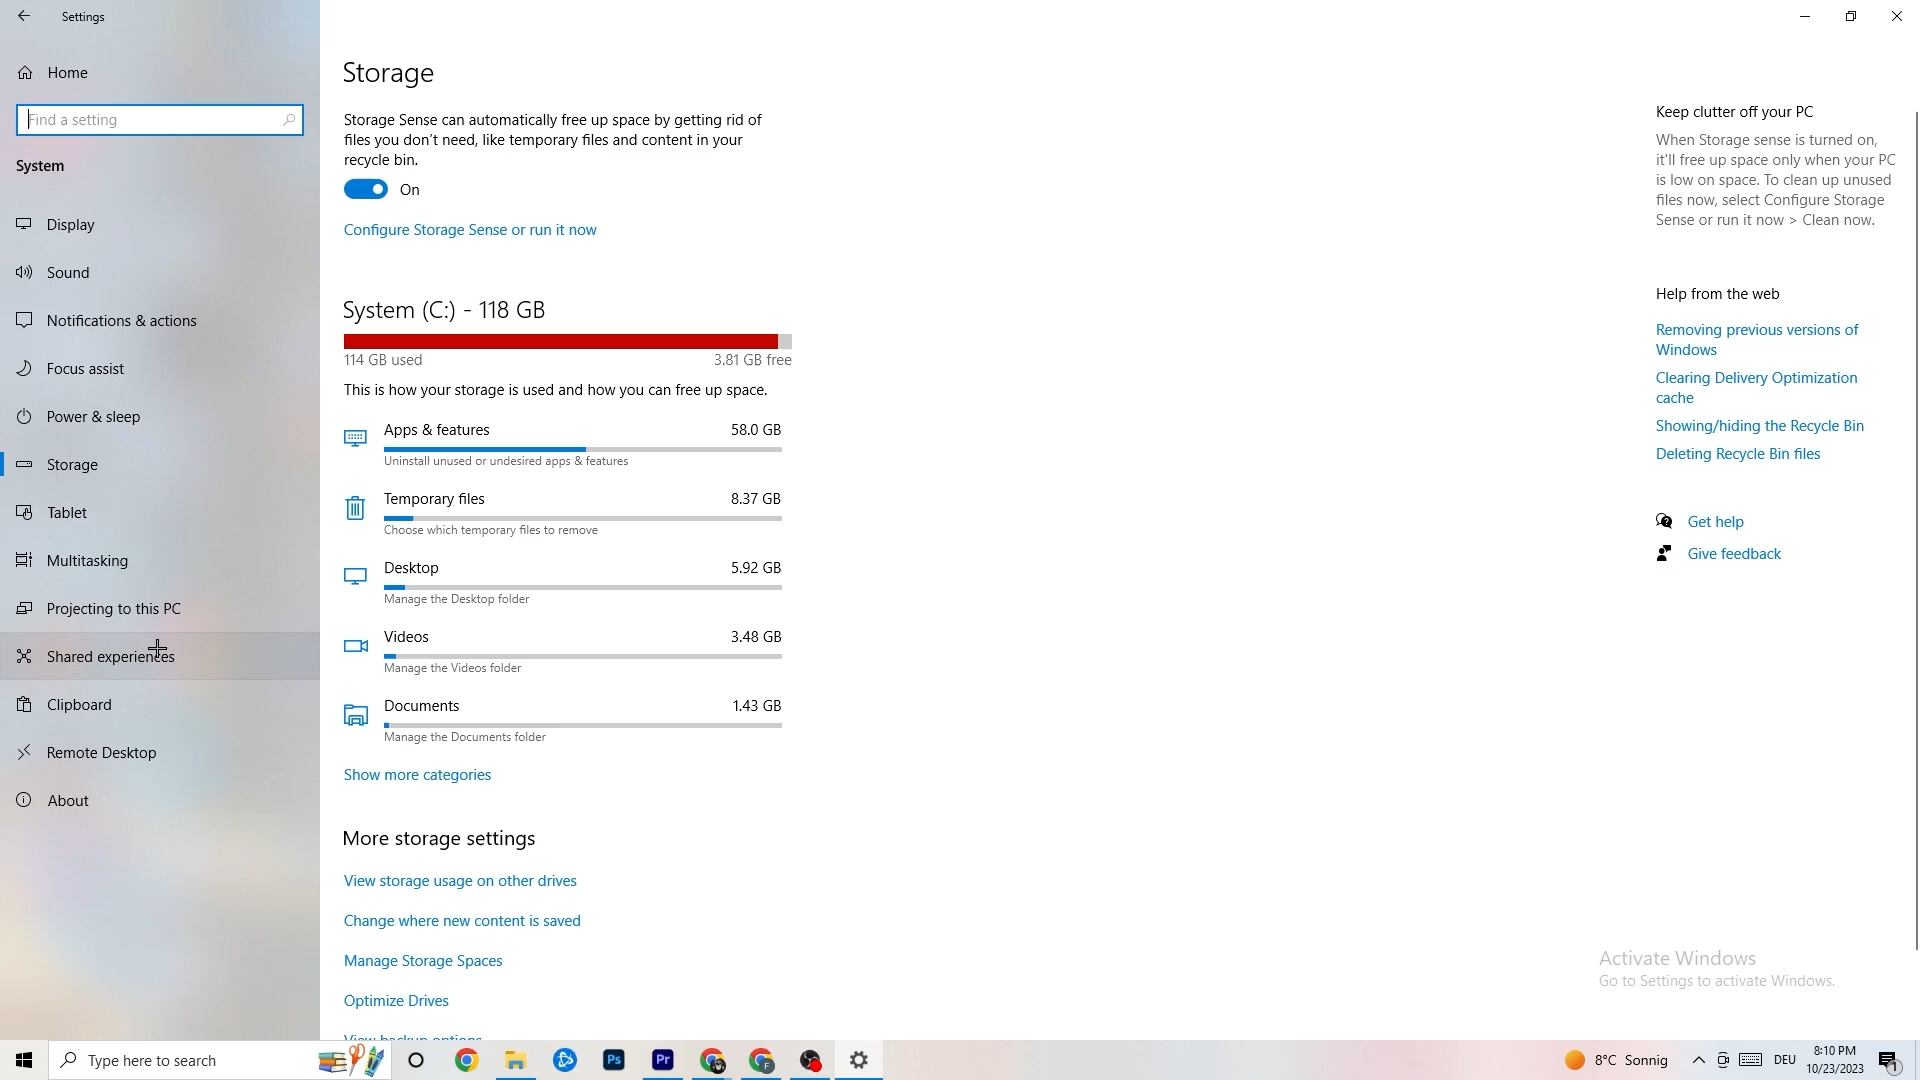 Settings
Home
Find a setting
System
Display
Sound
Notifications & actions
Focus assist
Power & sleep
Storage
Tablet
Multitasking
Projecting to this PC
Shared experiences
Clipboard
Remote Desktop
About
Storage
Storage Sense can automatically free up space by getting rid of
files you don't need, like temporary files and content in your
recycle bin.
On
Configure Storage Sense or run it now
System (C:) - 118 GB
114 GB used 3.81 GB free
This is how your storage is used and how you can free up space.
Apps & features 58.0 GB
Uninstall unused or undesired apps & features
Temporary files 8.37 GB
Choose which temporary files to remove
Desktop 5.92 GB
Manage the Desktop folder
Videos 3.48 GB
Manage the Videos folder
Documents 1.43 GB
Manage the Documents folder
Show more categories
More storage settings
View storage usage on other drives
Change where new content is saved
Manage Storage Spaces
Optimize Drives
View backup options
Keep clutter off your PC
When Storage sense is turned on,
it'll free up space only when your PC
is low on space. To clean up unused
files now, select Configure Storage
Sense or run it now > Clean now.
Help from the web
Removing previous versions of
Windows
Clearing Delivery Optimization
cache
Showing/hiding the Recycle Bin
Deleting Recycle Bin files
Get help
Give feedback
Activate Windows
Go to Settings to activate Windows.
Type here to search
Ps
Pr
F
8°C Sonnig
DEU
8:10 PM
10/23/2023
1